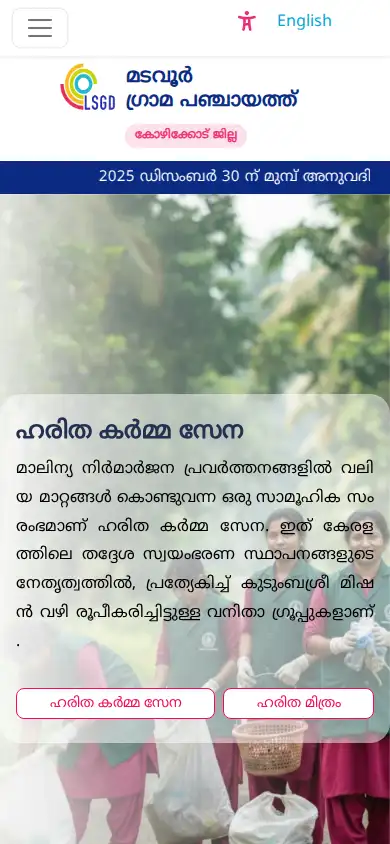 English
LSGD
മടവൂർ
ഗ്രാമ പഞ്ചായത്ത്
കോഴിക്കോട് ജില്ല
2025 ഡിസംബർ 30 ന് മുമ്പ് അനുവദി
ഹരിത കർമ്മ സേന
മാലിന്യ നിർമാർജന പ്രവർത്തനങ്ങളിൽ വലി
യ മാറ്റങ്ങൾ കൊണ്ടുവന്ന ഒരു സാമൂഹിക സം
രംഭമാണ് ഹരിത കർമ്മ സേന. ഇത് കേരള
ത്തിലെ തദ്ദേശ സ്വയംഭരണ സ്ഥാപനങ്ങളുടെ
നേതൃത്വത്തിൽ, പ്രത്യേകിച്ച് കുടുംബശ്രീ മിഷ
ൻ വഴി രൂപീകരിച്ചിട്ടുള്ള വനിതാ ഗ്രൂപ്പുകളാണ്
.
ഹരിത കർമ്മ സേന
ഹരിത മിത്രം